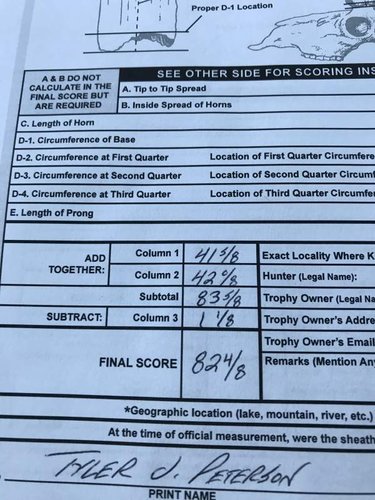 Proper D-1 Location
A & B DO NOT CALCULATE IN THE FINAL SCORE BUT ARE REQUIRED
SEE OTHER SIDE FOR SCORING INS
A. Tip to Tip Spread
B. Inside Spread of Horns
C. Length of Horn
D-1. Circumference of Base
D-2. Circumference at First Quarter Location of First Quarter Circumfere
D-3. Circumference at Second Quarter Location of Second Quarter Circum
D-4. Circumference at Third Quarter Location of Third Quarter Circumfer
E. Length of Prong
ADD TOGETHER: Column 1 41 5/8 Exact Locality Where K
Column 2 42 0/8 Hunter (Legal Name):
Subtotal 83 5/8 Trophy Owner (Legal Na
SUBTRACT: Column 3 1 1/8 Trophy Owner's Addre
Trophy Owner's Email
FINAL SCORE 82 4/8 Remarks (Mention Any
*Geographic location (lake, mountain, river, etc.)
At the time of official measurement, were the sheath
TYLER J. PETERSON
PRINT NAME